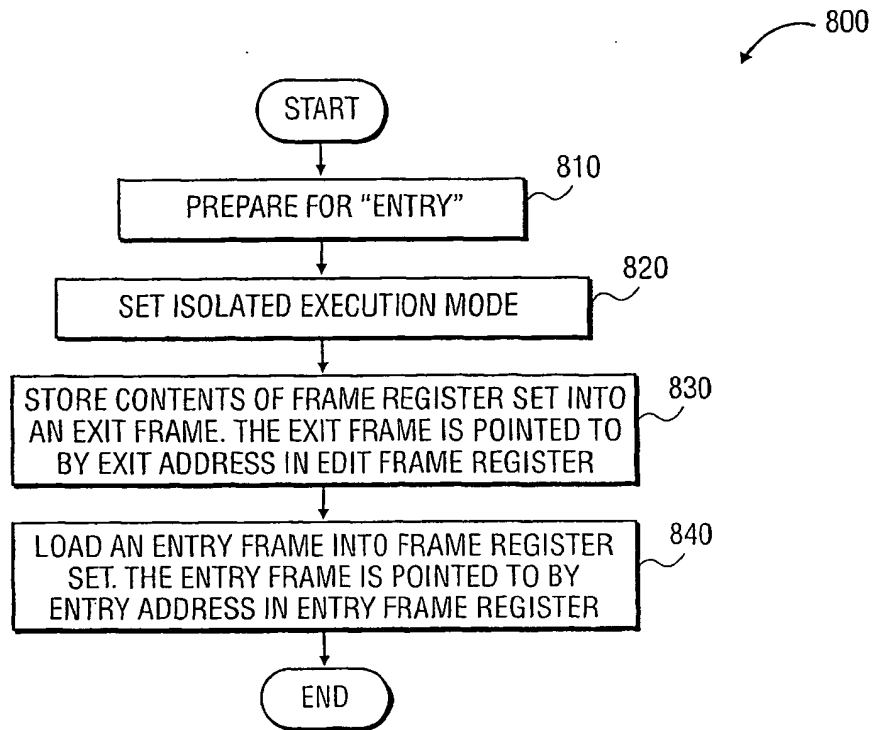 800
START
810
PREPARE FOR “ENTRY”
820
SET ISOLATED EXECUTION MODE
830
STORE CONTENTS OF FRAME REGISTER SET INTO
AN EXIT FRAME. THE EXIT FRAME IS POINTED TO
BY EXIT ADDRESS IN EDIT FRAME REGISTER
840
LOAD AN ENTRY FRAME INTO FRAME REGISTER
SET. THE ENTRY FRAME IS POINTED TO BY
ENTRY ADDRESS IN ENTRY FRAME REGISTER
END